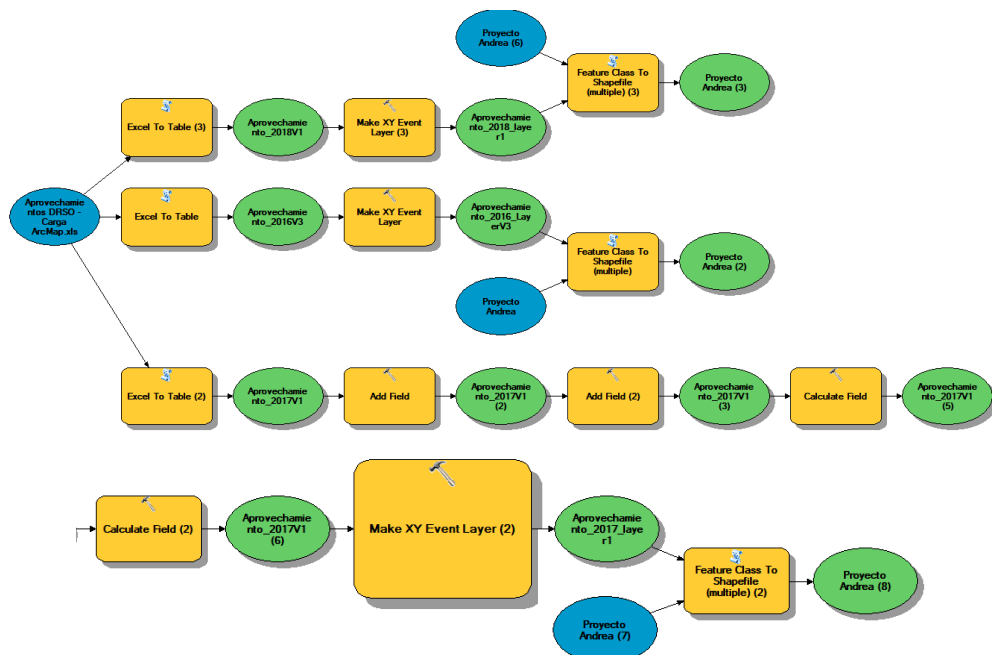 Proyecto
Andrea (6)
Feature Class To
Shapefile
(multiple) (3)
Proyecto
Andrea (3)
Excel To Table (3)
Aprovechamie
nto_2018V1
Make XY Event
Layer (3)
Aprovechamie
nto_2018_laye
r1
Aprovechamie
ntos DRSO -
Carga
ArcMap.xls
Excel To Table
Aprovechamie
nto_2016V3
Make XY Event
Layer
Aprovechamie
nto_2016_Lay
erV3
Feature Class To
Shapefile
(multiple)
Proyecto
Andrea (2)
Proyecto
Andrea
Excel To Table (2)
Aprovechamie
nto_2017V1
Add Field
Aprovechamie
nto_2017V1
(2)
Add Field (2)
Aprovechamie
nto_2017V1
(3)
Calculate Field
Aprovechamie
nto_2017V1
(5)
Calculate Field (2)
Aprovechamie
nto_2017V1
(6)
Make XY Event Layer (2)
Aprovechamie
nto_2017_laye
r1
Feature Class To
Shapefile
(multiple) (2)
Proyecto
Andrea (8)
Proyecto
Andrea (7)